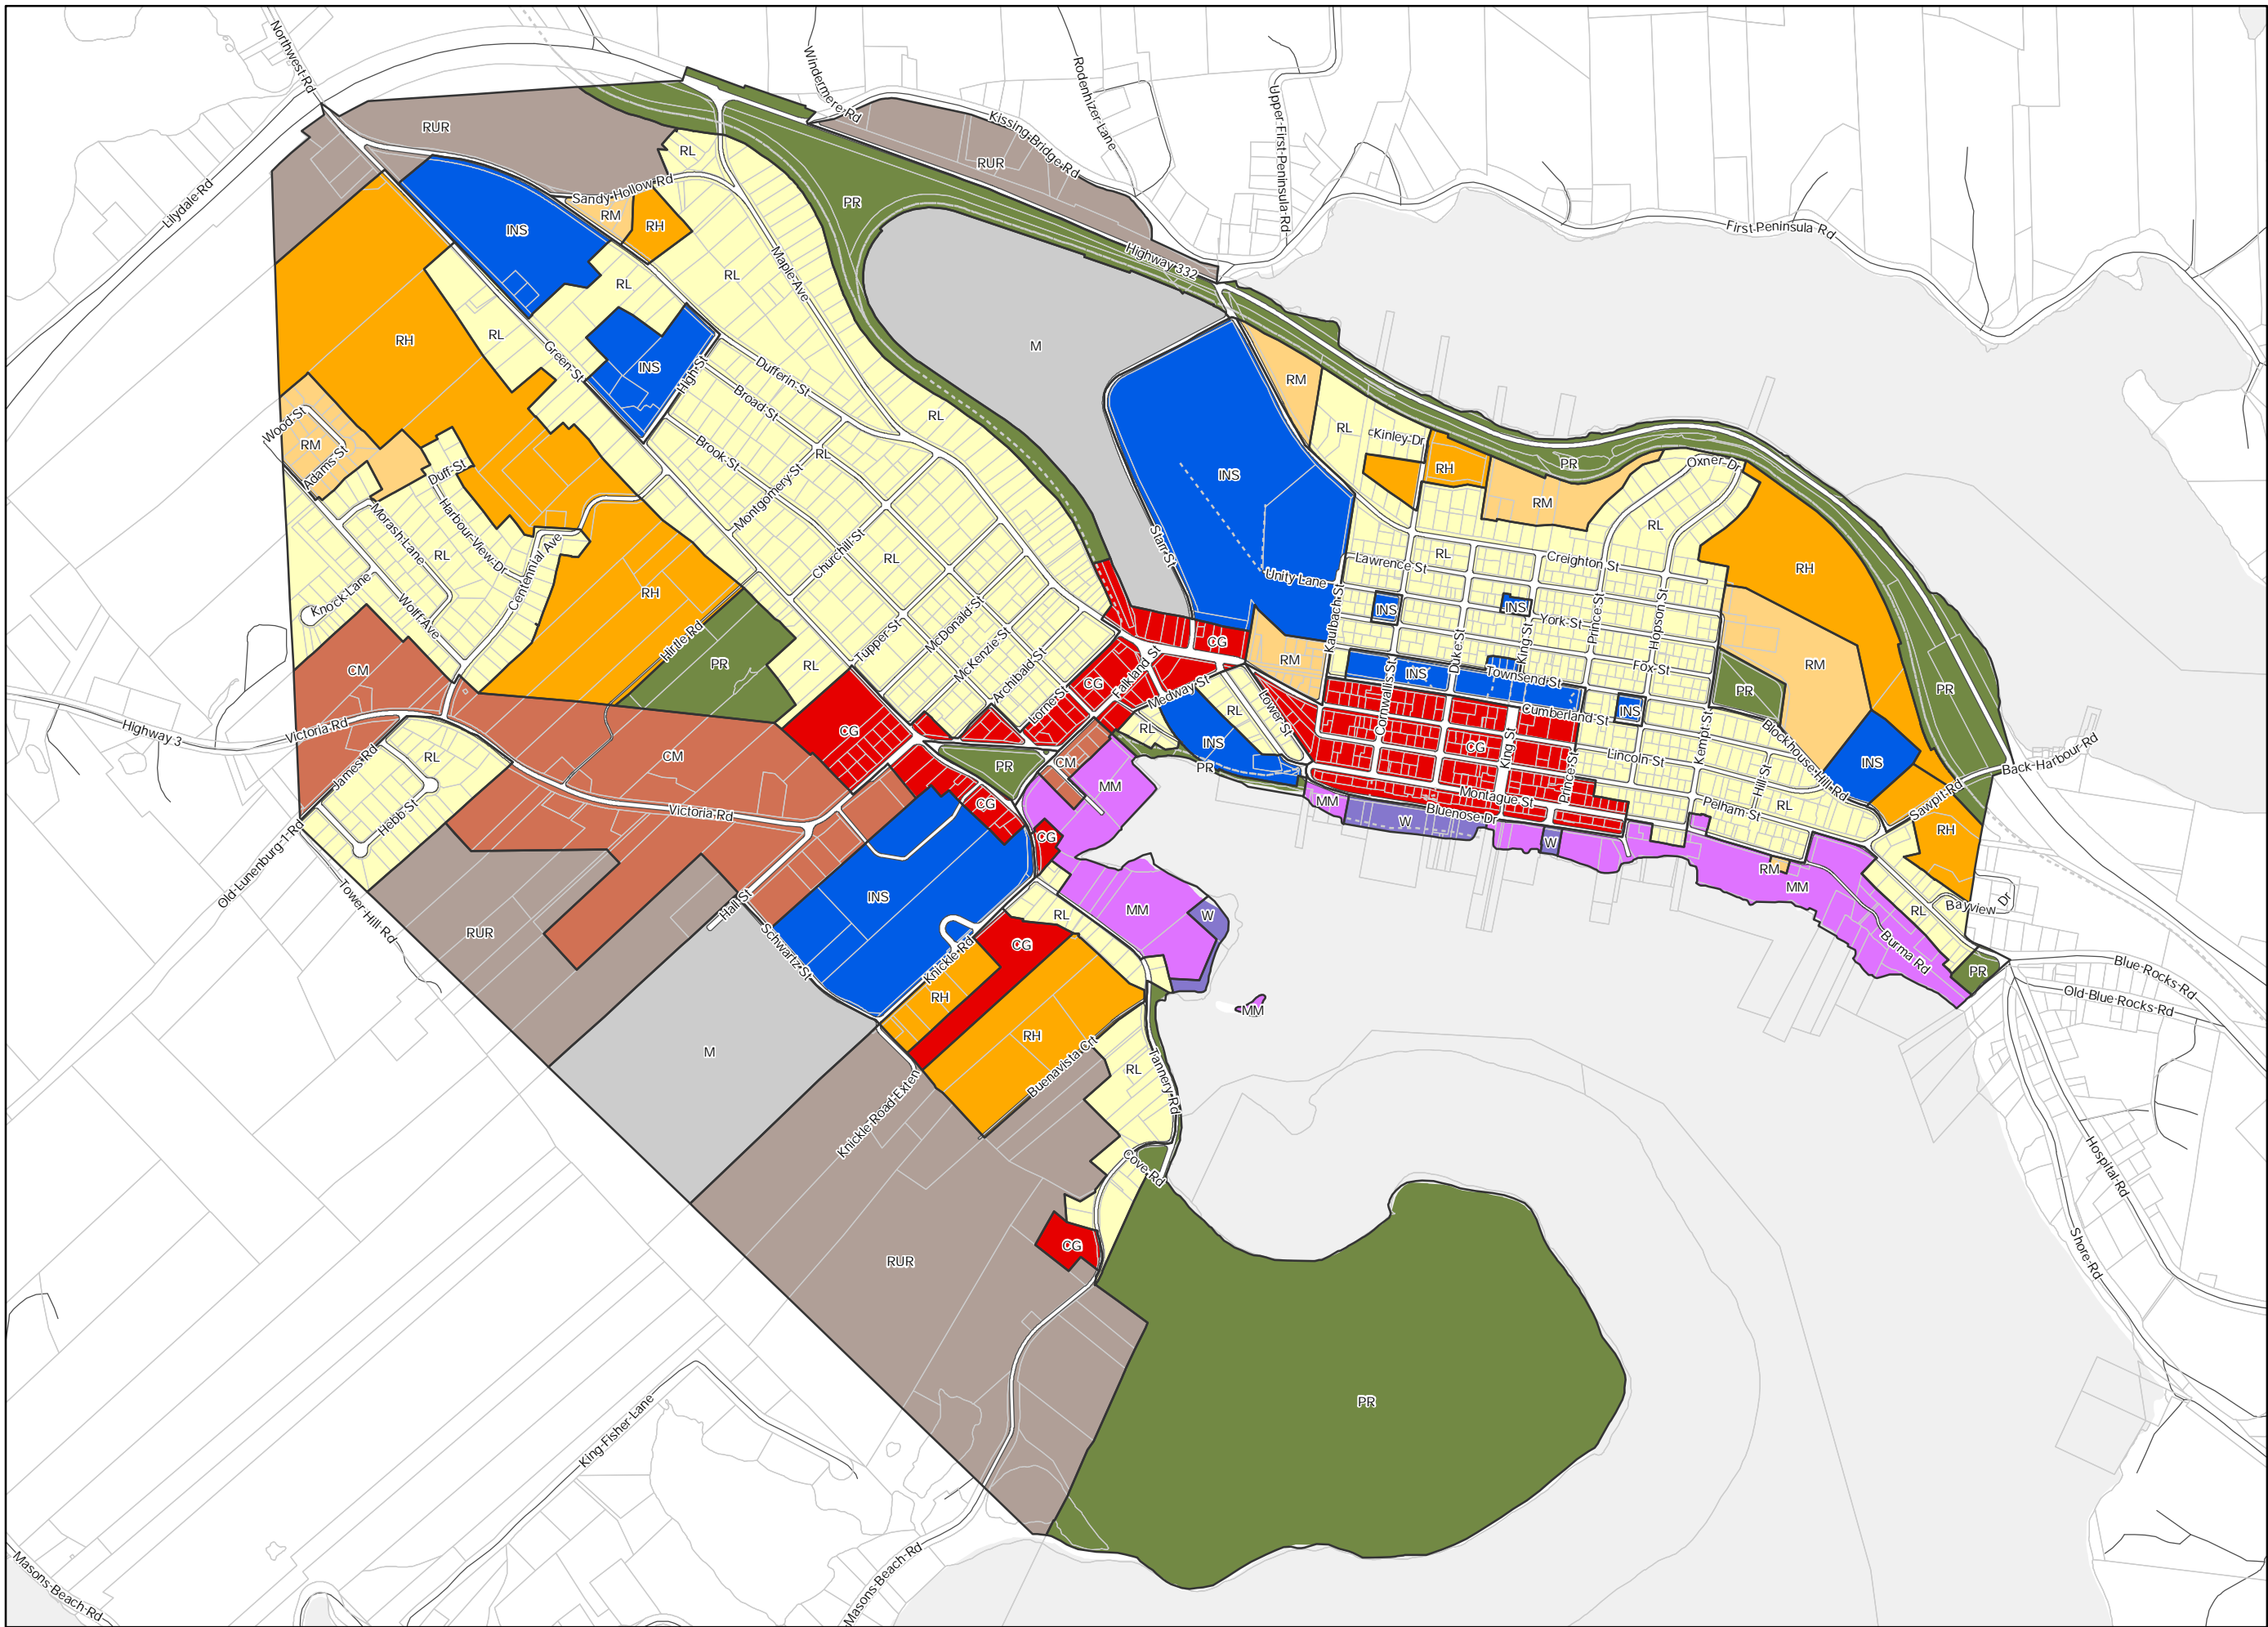 Northwest Rd
Windermere Rd
Rodenhizer Lane
Upper First Peninsula Rd
RUR
Kissing Bridge Rd
RUR
RL
Lilydale Rd
Sandy Hollow Rd
PR
RM
RH
INS
First Peninsula Rd
Highway 332
Maple Ave
RL
RL
RH
RL
M
Green St
INS
High St
Dufferin St
RM
Broad St
RL
RL
Kinley Dr
Wood St
RM
Brook St
RL
RH
PR
Oxner Dr
Adams St
Duff St
INS
Montgomery St
RM
Harbour View Dr
Morash Lane
RL
Starr St
RL
Centennial Ave
Churchill St
RL
Lawrence St
RL
Creighton St
RH
Unity Lane
Knock Lane
RH
Wolff Ave
Kaulbach St
INS
INS
York St
Prince St
Hopson St
McDonald St
Tupper St
Hirtle Rd
McKenzie St
CG
Duke St
King St
CM
PR
RL
Archibald St
RM
Fox St
RM
Falkland St
INS
Townsend St
CG
Medway St
PR
PR
Lorne St
Lower St
Cornwallis St
RL
INS
Cumberland St
Kempt St
Highway 3
Victoria Rd
CG
RL
INS
CG
King St
Blockhouse Hill Rd
James Rd
RL
CM
PR
CM
PR
Lincoln St
INS
Back Harbour Rd
MM
Hill St
Prince St
Hebb St
Victoria Rd
CG
MM
Montague St
Pelham St
RL
Sawpit Rd
Bluenose Dr
W
CG
W
RH
Old Lunenburg 1 Rd
Tower Hill Rd
RM
MM
INS
Hall St
MM
W
RL
RL
Bayview Dr
RUR
Schwartz St
CG
Knickle Rd
Burma Rd
PR
Blue Rocks Rd
RH
Old Blue Rocks Rd
MM
RH
M
Buenavista Crt
RL
Tannery Rd
Knickle Road Exten
Cove Rd
Hospital Rd
CG
Shore Rd
RUR
PR
King Fisher Lane
Masons Beach Rd
Masons Beach Rd